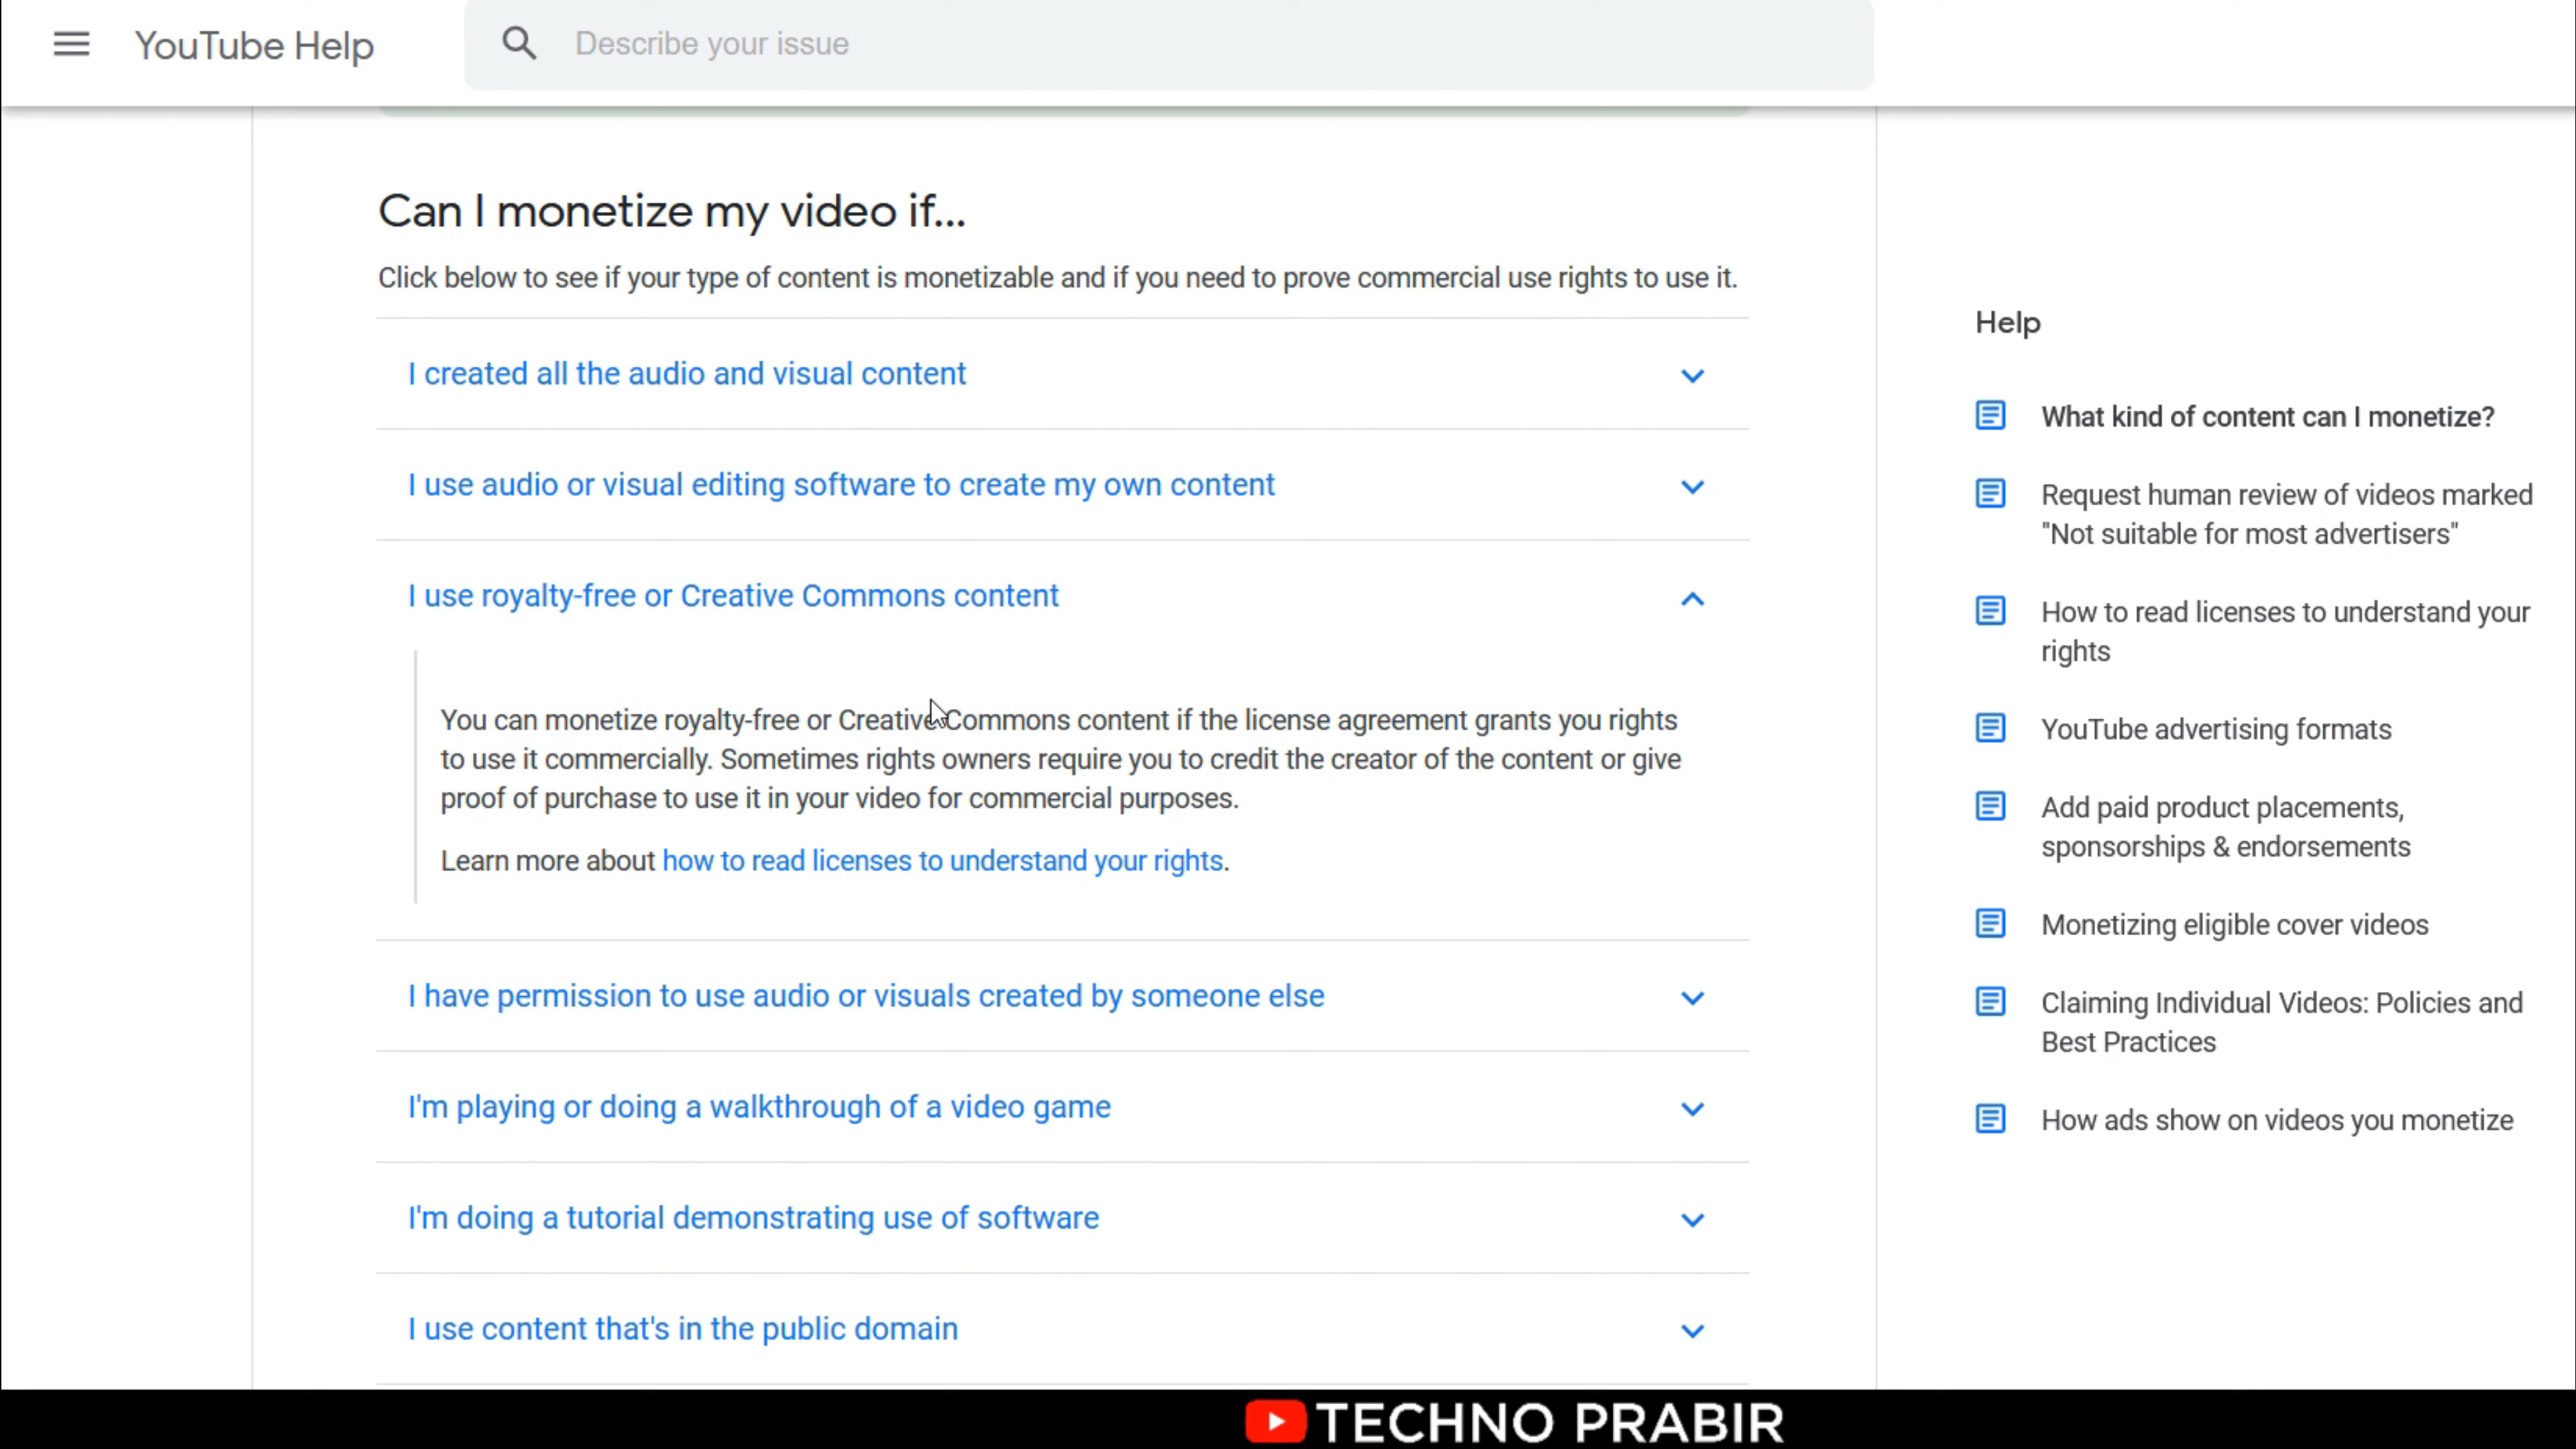 YouTube Help
Describe your issue
Can I monetize my video if...
Click below to see if your type of content is monetizable and if you need to prove commercial use rights to use it.
I created all the audio and visual content
I use audio or visual editing software to create my own content
I use royalty-free or Creative Commons content
You can monetize royalty-free or Creative Commons content if the license agreement grants you rights
to use it commercially. Sometimes rights owners require you to credit the creator of the content or give
proof of purchase to use it in your video for commercial purposes.
Learn more about how to read licenses to understand your rights.
I have permission to use audio or visuals created by someone else
I'm playing or doing a walkthrough of a video game
I'm doing a tutorial demonstrating use of software
I use content that's in the public domain
Help
What kind of content can I monetize?
Request human review of videos marked
"Not suitable for most advertisers"
How to read licenses to understand your
rights
YouTube advertising formats
Add paid product placements,
sponsorships & endorsements
Monetizing eligible cover videos
Claiming Individual Videos: Policies and
Best Practices
How ads show on videos you monetize
TECHNO PRABIR